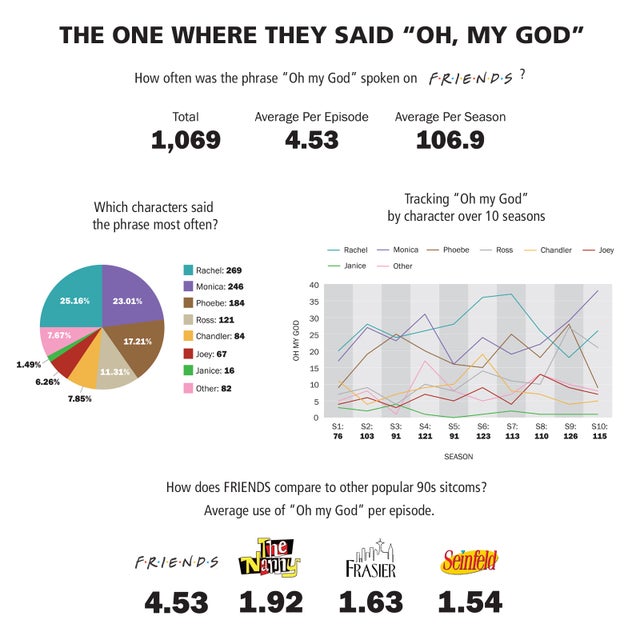 THE ONE WHERE THEY SAID “OH, MY GOD”
How often was the phrase “Oh my God” spoken on F·R·I·E·N·D·S ?
Total
1,069
Average Per Episode
4.53
Average Per Season
106.9
Which characters said
the phrase most often?
25.16%
23.01%
17.21%
11.31%
7.85%
6.26%
1.49%
7.67%
Rachel: 269
Monica: 246
Phoebe: 184
Ross: 121
Chandler: 84
Joey: 67
Janice: 16
Other: 82
Tracking “Oh my God”
by character over 10 seasons
Rachel Monica Phoebe Ross Chandler Joey
Janice Other
OH MY GOD
40
35
30
25
20
15
10
5
0
S1: S2: S3: S4: S5: S6: S7: S8: S9: S10:
76 103 91 121 91 123 113 110 126 115
SEASON
How does FRIENDS compare to other popular 90s sitcoms?
Average use of “Oh my God” per episode.
F·R·I·E·N·D·S
4.53
The
Nanny
1.92
FRASIER
1.63
Seinfeld
1.54